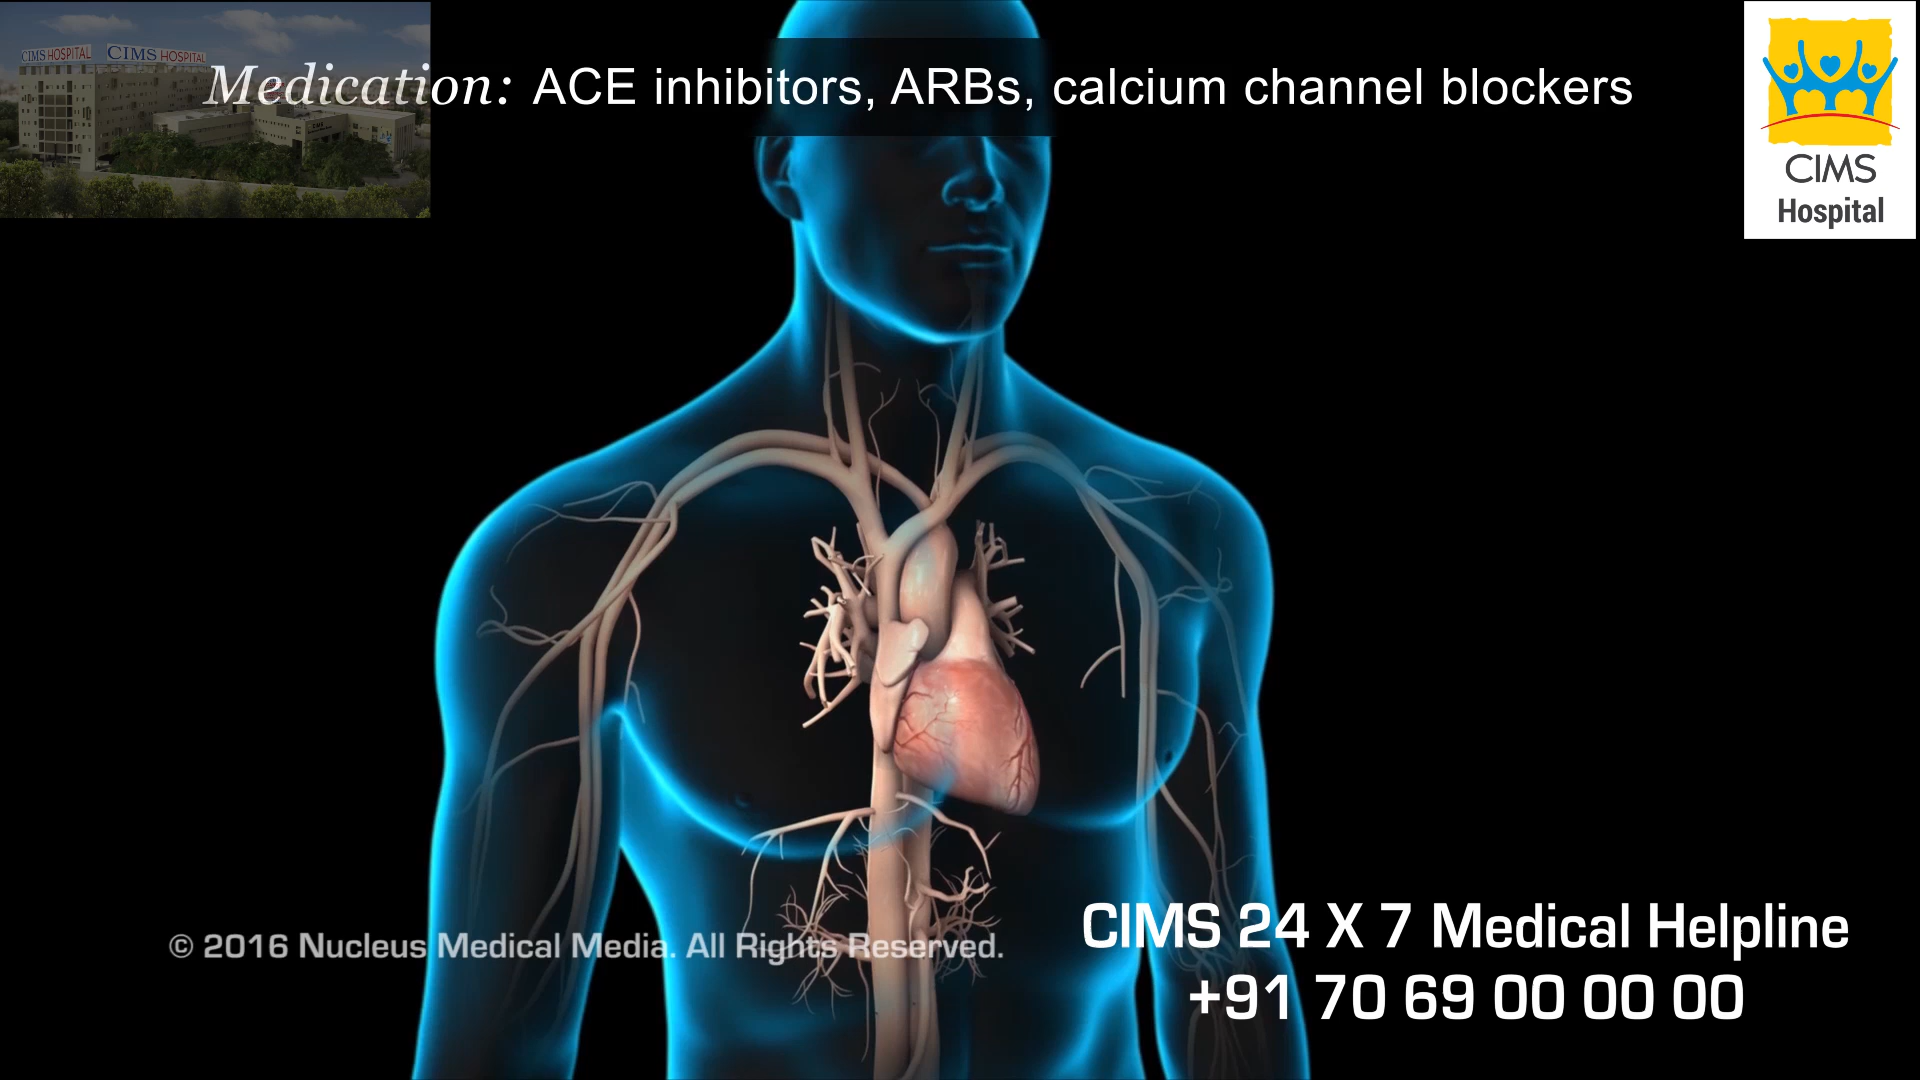 CIMS HOSPITAL CIMS HOSPITAL
Medication: ACE inhibitors, ARBs, calcium channel blockers
CIMS
Hospital
© 2016 Nucleus Medical Media. All Rights Reserved.
CIMS 24 X 7 Medical Helpline
+91 70 69 00 00 00